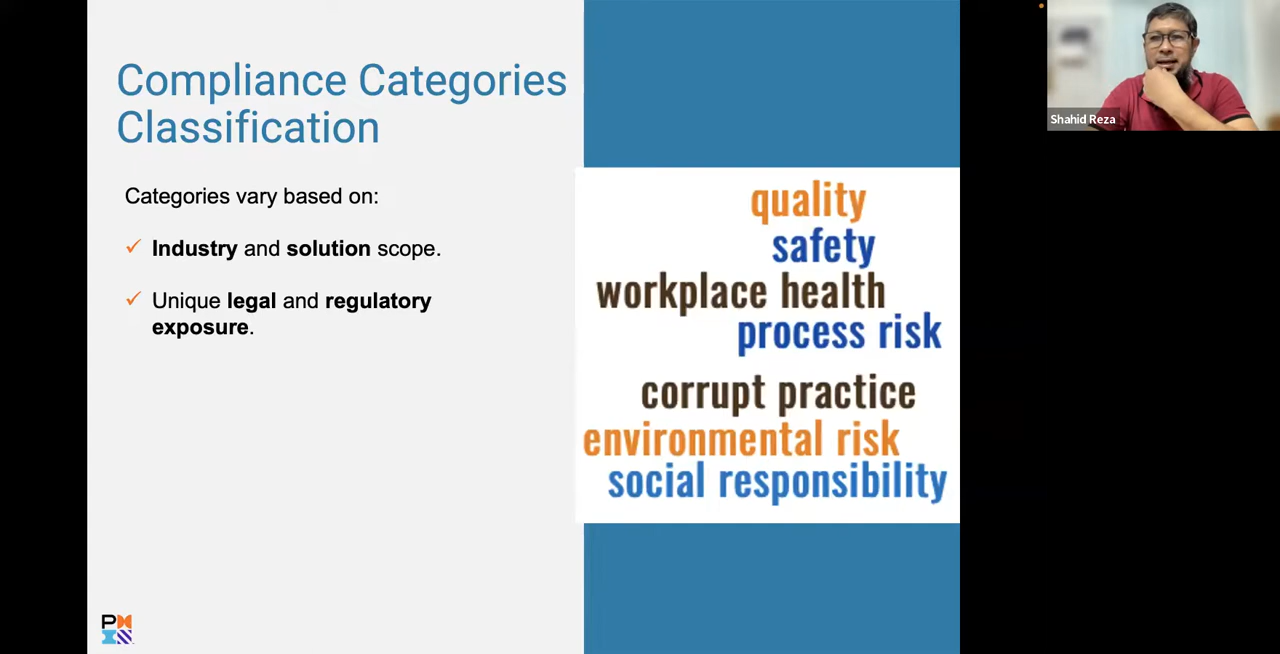 Compliance Categories
Classification
Categories vary based on:
✓ Industry and solution scope.
✓ Unique legal and regulatory
exposure.
quality
safety
workplace health
process risk
corrupt practice
environmental risk
social responsibility
Shahid Reza